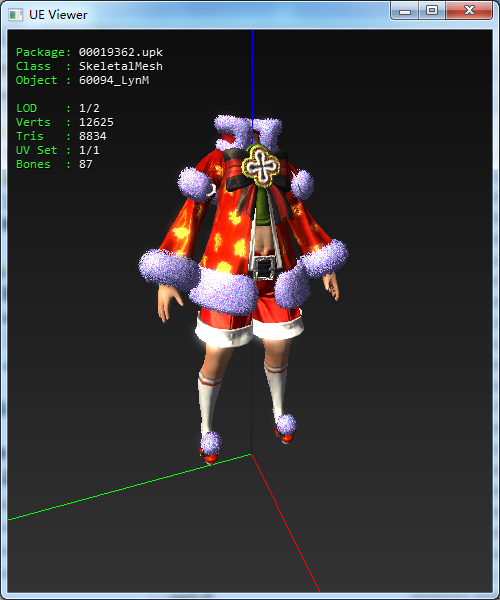 UE Viewer
Package: 00019362.upk
Class : SkeletalMesh
Object : 60094_LynM
LOD : 1/2
Verts : 12625
Tris : 8834
UV Set : 1/1
Bones : 87